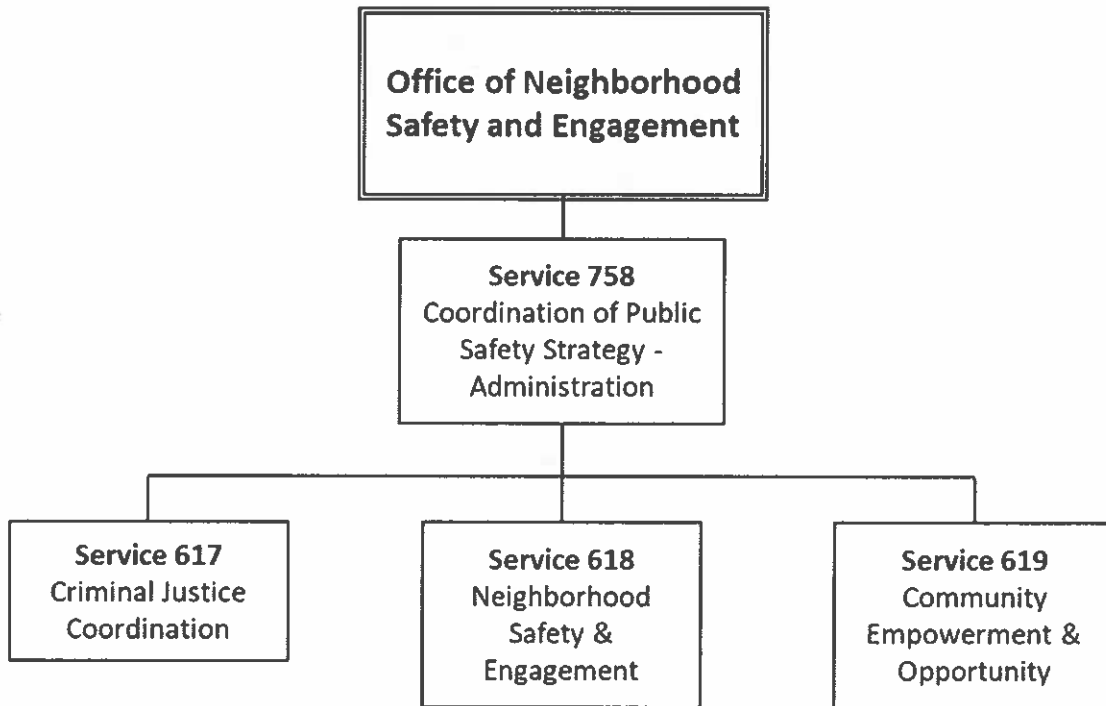 Office of Neighborhood
Safety and Engagement
Service 758
Coordination of Public
Safety Strategy -
Administration
Service 617
Criminal Justice
Coordination
Service 618
Neighborhood
Safety &
Engagement
Service 619
Community
Empowerment &
Opportunity